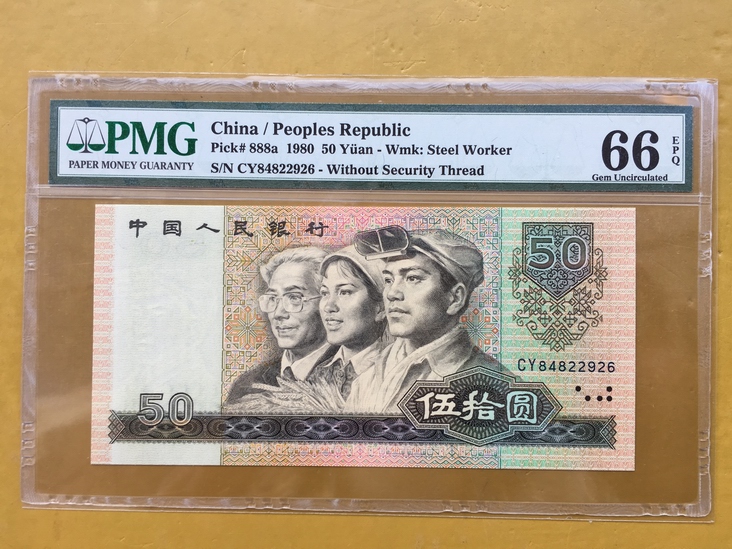 PMG
PAPER MONEY GUARANTY
China / Peoples Republic
Pick# 888a 1980 50 Yüan - Wmk: Steel Worker
S/N CY84822926 - Without Security Thread
66 EPQ
Gem Uncirculated
中国人民银行
50
CY84822926
50
伍拾圆